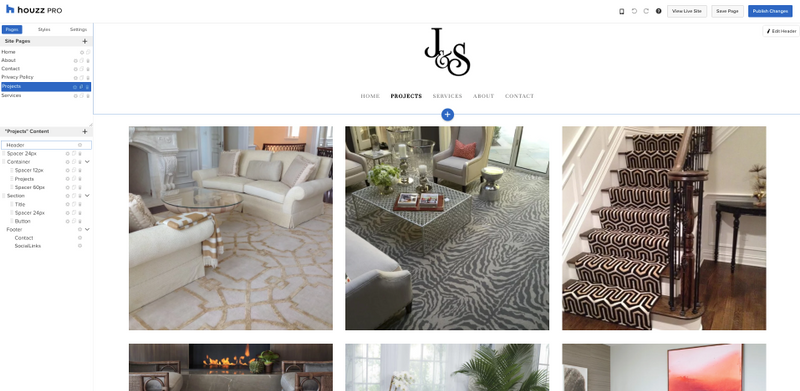 houzz PRO
View Live Site
Save Page
Publish Changes
Pages
Styles
Settings
Site Pages
Home
About
Contact
Privacy Policy
Projects
Services
Edit Header
J&S
HOME
PROJECTS
SERVICES
ABOUT
CONTACT
"Projects" Content
Header
Spacer 24px
Container
Spacer 12px
Projects
Spacer 60px
Section
Title
Spacer 24px
Button
Footer
Contact
SocialLinks